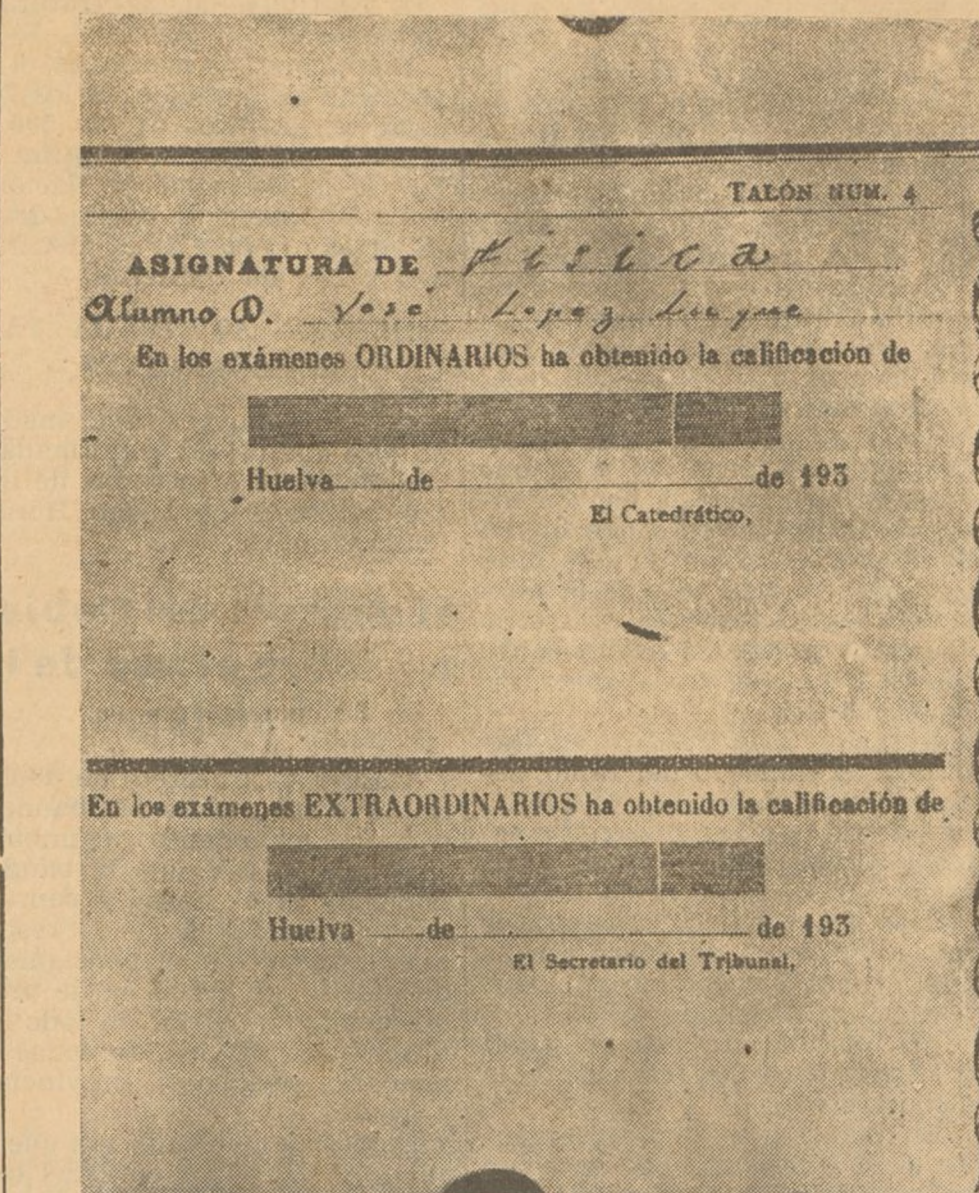 TALÓN NUM. 4
ASIGNATURA DE Fisica
Alumno D. José Lopez Luque
En los exámenes ORDINARIOS ha obtenido la calificación de
Huelva de de 193
El Catedrático,
En los exámenes EXTRAORDINARIOS ha obtenido la calificación de
Huelva de de 193
El Secretario del Tribunal,